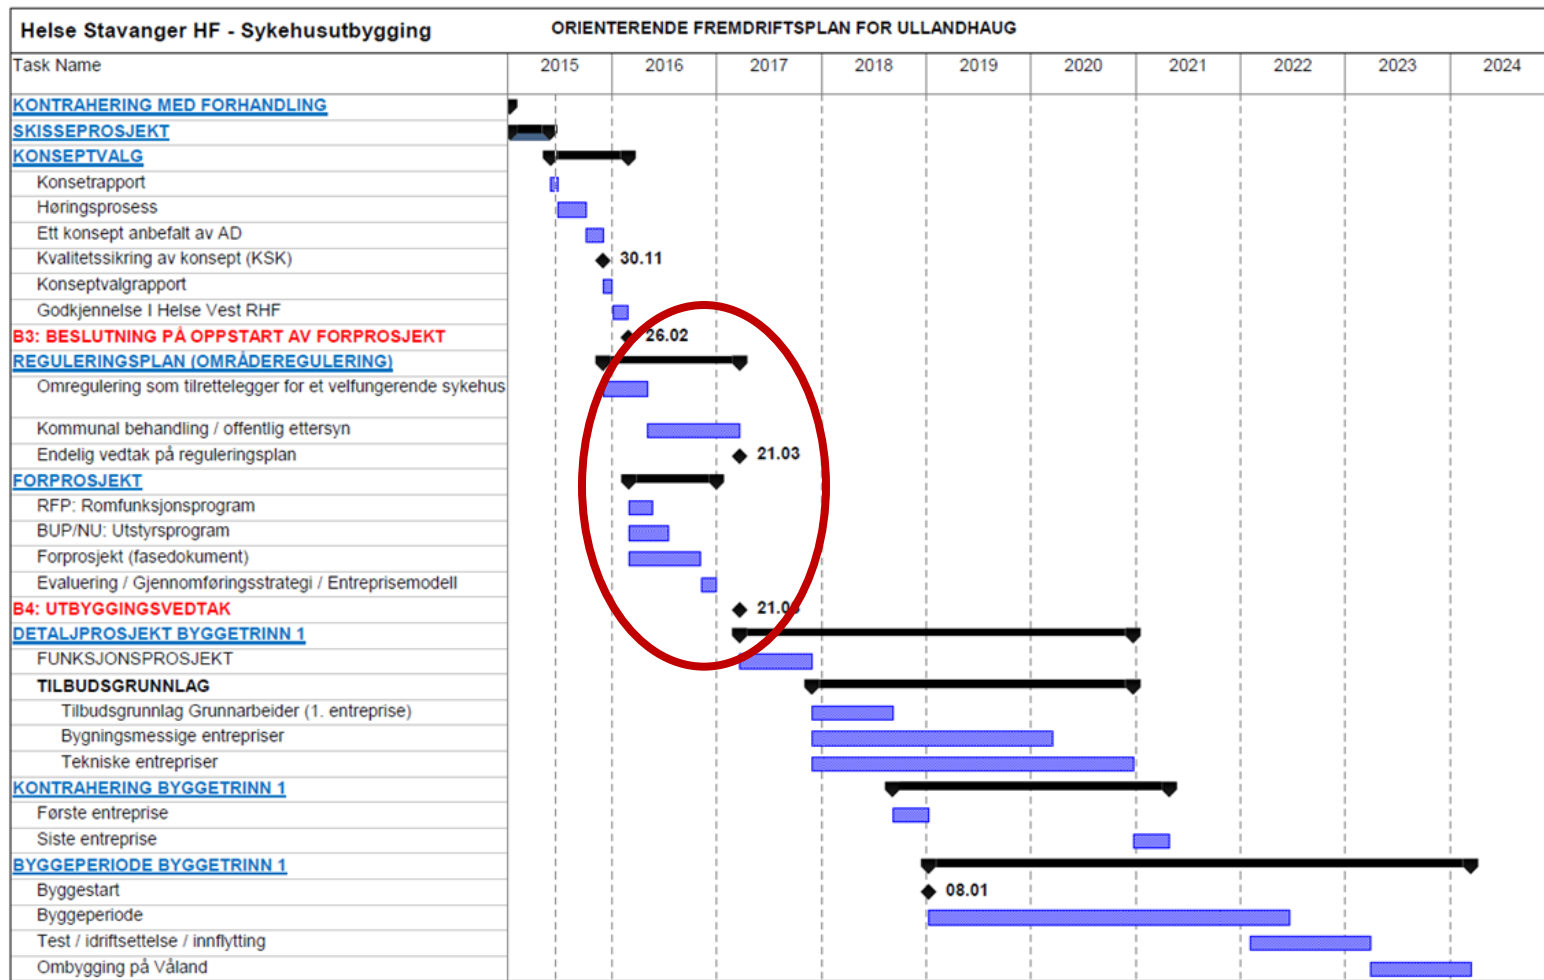 Helse Stavanger HF - Sykehusutbygging
ORIENTERENDE FREMDRIFTSPLAN FOR ULLANDHAUG
Task Name 2015 2016 2017 2018 2019 2020 2021 2022 2023 2024
KONTRAHERING MED FORHANDLING
SKISSEPROSJEKT
KONSEPTVALG
Konsetrapport
Høringsprosess
Ett konsept anbefalt av AD
Kvalitetssikring av konsept (KSK) 30.11
Konseptvalgrapport
Godkjennelse I Helse Vest RHF
B3: BESLUTNING PÅ OPPSTART AV FORPROSJEKT 26.02
REGULERINGSPLAN (OMRÅDEREGULERING)
Omregulering som tilrettelegger for et velfungerende sykehus
Kommunal behandling / offentlig ettersyn
Endelig vedtak på reguleringsplan 21.03
FORPROSJEKT
RFP: Romfunksjonsprogram
BUP/NU: Utstyrsprogram
Forprosjekt (fasedokument)
Evaluering / Gjennomføringsstrategi / Entreprisemodell
B4: UTBYGGINGSVEDTAK
DETALJPROSJEKT BYGGETRINN 1
FUNKSJONSPROSJEKT
TILBUDSGRUNNLAG
Tilbudsgrunnlag Grunnarbeider (1. entreprise)
Bygningsmessige entrepriser
Tekniske entrepriser
KONTRAHERING BYGGETRINN 1
Første entreprise
Siste entreprise
BYGGEPERIODE BYGGETRINN 1
Byggestart 08.01
Byggeperiode
Test / idriftsettelse / innflytting
Ombygging på Våland